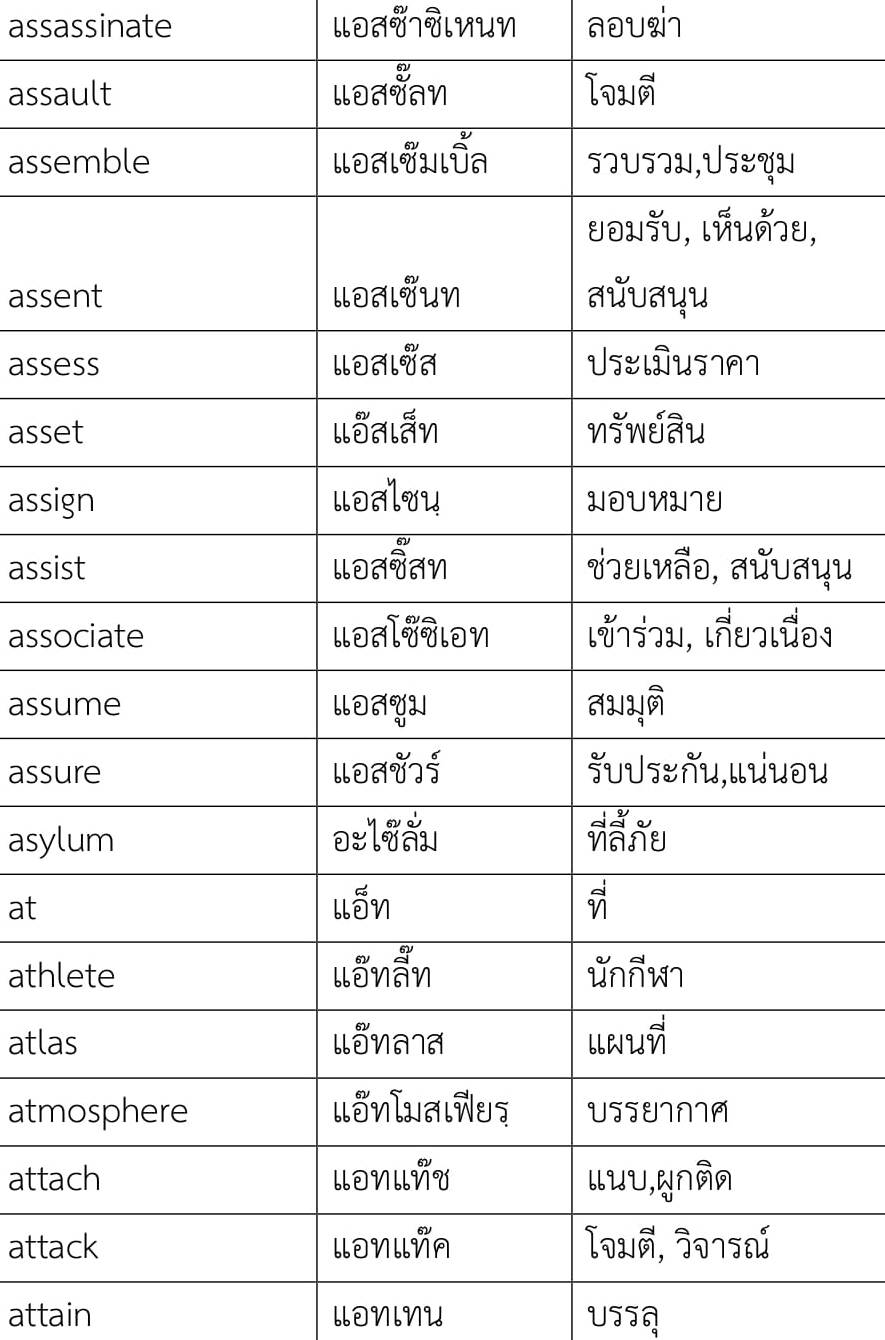 assassinate แอสซ๊าซิเหนท ลอบฆ่า
assault แอสซั๊ลท โจมตี
assemble แอสเซ๊มเบิ้ล รวบรวม,ประชุม
ยอมรับ, เห็นด้วย,
assent แอสเซ๊นท สนับสนุน
assess แอสเซ๊ส ประเมินราคา
asset แอ๊สเส็ท ทรัพย์สิน
assign แอสไซนฺ มอบหมาย
assist แอสซิ๊สท ช่วยเหลือ, สนับสนุน
associate แอสโซ๊ซิเอท เข้าร่วม, เกี่ยวเนื่อง
assume แอสซูม สมมุติ
assure แอสชัวร์ รับประกัน,แน่นอน
asylum อะไซ๊ลั่ม ที่ลี้ภัย
at แอ็ท ที่
athlete แอ๊ทลี๊ท นักกีฬา
atlas แอ๊ทลาส แผนที่
atmosphere แอ๊ทโมสเฟียรฺ บรรยากาศ
attach แอทแท๊ช แนบ,ผูกติด
attack แอทแท๊ค โจมตี, วิจารณ์
attain แอทเทน บรรลุ